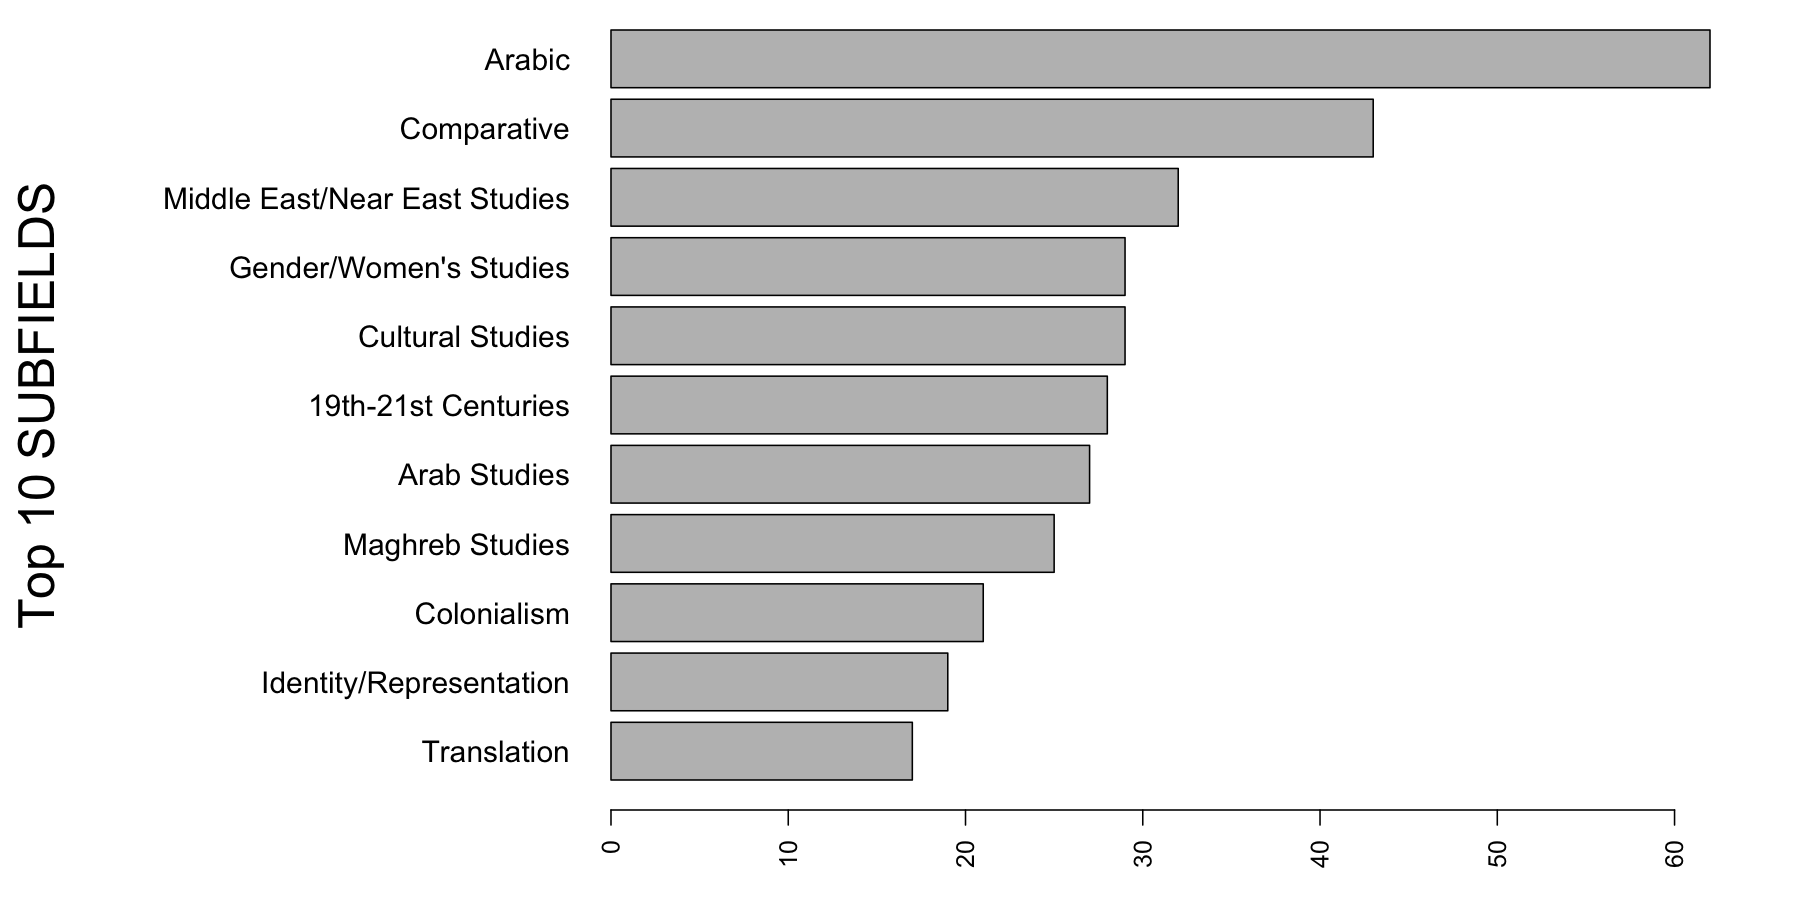 Top 10 SUBFIELDS
Arabic
Comparative
Middle East/Near East Studies
Gender/Women's Studies
Cultural Studies
19th-21st Centuries
Arab Studies
Maghreb Studies
Colonialism
Identity/Representation
Translation
0 10 20 30 40 50 60